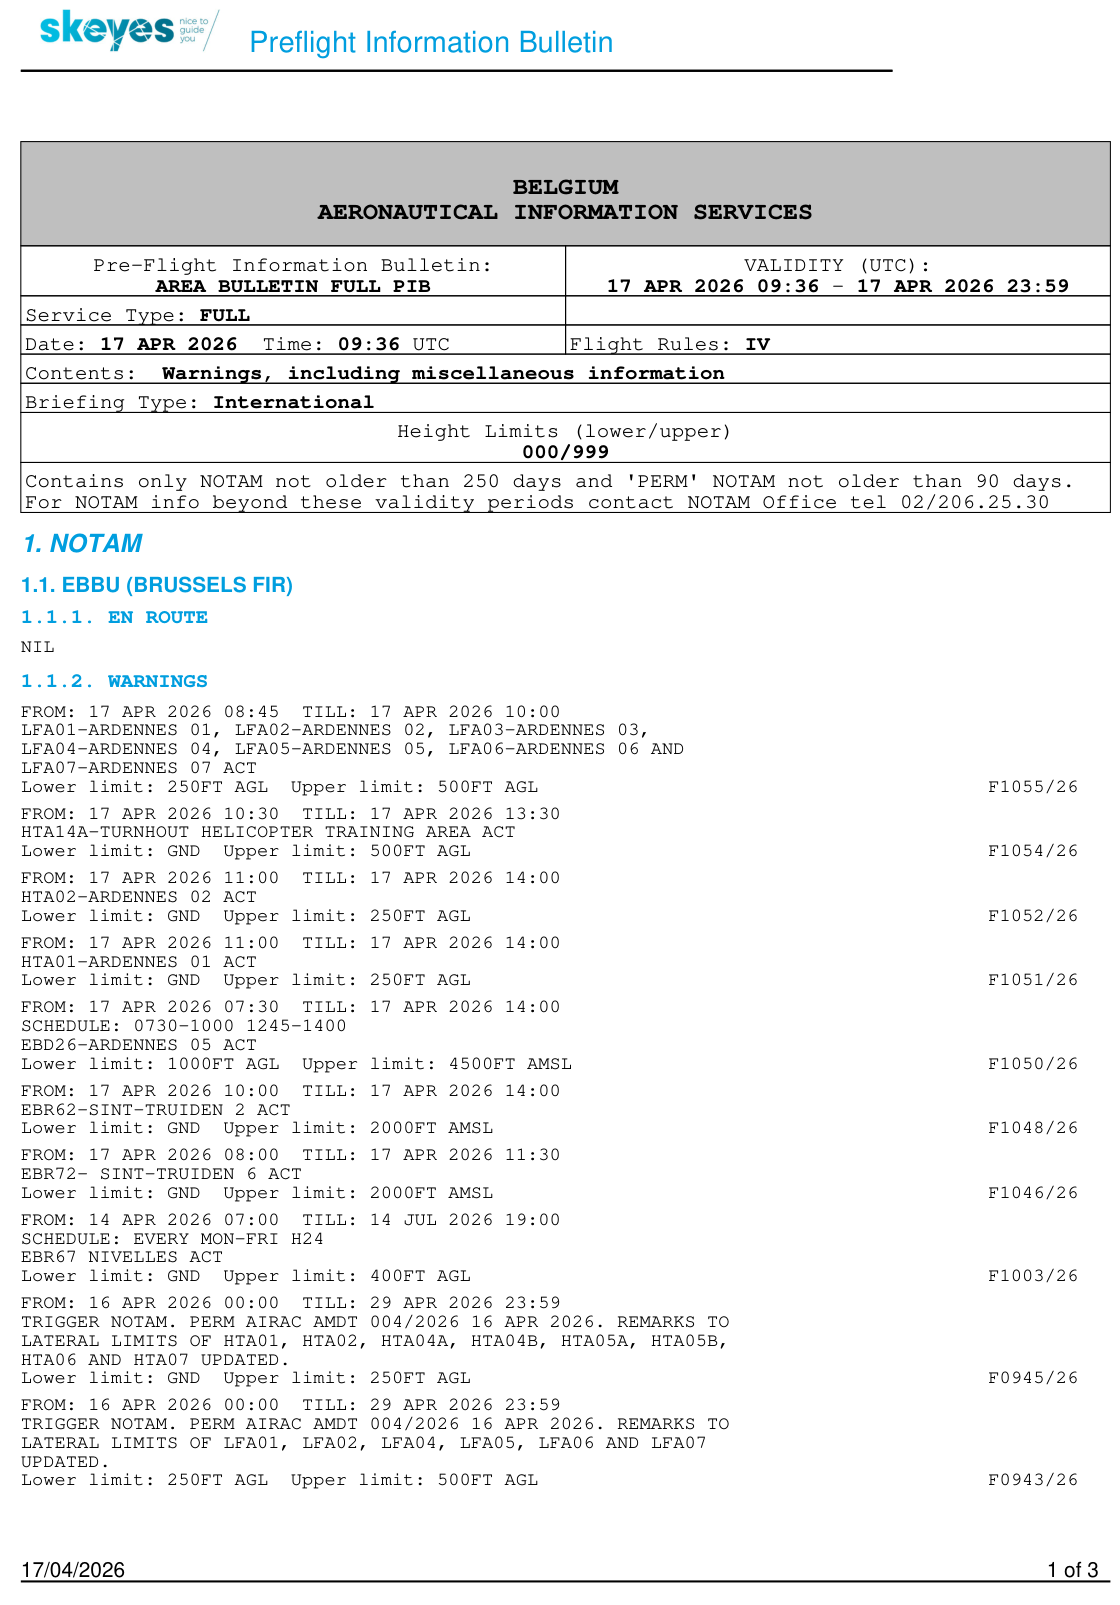 skeyes nice to guide you
Preflight Information Bulletin
BELGIUM
AERONAUTICAL INFORMATION SERVICES
Pre-Flight Information Bulletin:
AREA BULLETIN FULL PIB
VALIDITY (UTC):
17 APR 2026 09:36 - 17 APR 2026 23:59
Service Type: FULL
Date: 17 APR 2026 Time: 09:36 UTC
Flight Rules: IV
Contents: Warnings, including miscellaneous information
Briefing Type: International
Height Limits (lower/upper)
000/999
Contains only NOTAM not older than 250 days and 'PERM' NOTAM not older than 90 days.
For NOTAM info beyond these validity periods contact NOTAM Office tel 02/206.25.30
1. NOTAM
1.1. EBBU (BRUSSELS FIR)
1.1.1. EN ROUTE
NIL
1.1.2. WARNINGS
FROM: 17 APR 2026 08:45 TILL: 17 APR 2026 10:00
LFA01-ARDENNES 01, LFA02-ARDENNES 02, LFA03-ARDENNES 03,
LFA04-ARDENNES 04, LFA05-ARDENNES 05, LFA06-ARDENNES 06 AND
LFA07-ARDENNES 07 ACT
Lower limit: 250FT AGL Upper limit: 500FT AGL F1055/26
FROM: 17 APR 2026 10:30 TILL: 17 APR 2026 13:30
HTA14A-TURNHOUT HELICOPTER TRAINING AREA ACT
Lower limit: GND Upper limit: 500FT AGL F1054/26
FROM: 17 APR 2026 11:00 TILL: 17 APR 2026 14:00
HTA02-ARDENNES 02 ACT
Lower limit: GND Upper limit: 250FT AGL F1052/26
FROM: 17 APR 2026 11:00 TILL: 17 APR 2026 14:00
HTA01-ARDENNES 01 ACT
Lower limit: GND Upper limit: 250FT AGL F1051/26
FROM: 17 APR 2026 07:30 TILL: 17 APR 2026 14:00
SCHEDULE: 0730-1000 1245-1400
EBD26-ARDENNES 05 ACT
Lower limit: 1000FT AGL Upper limit: 4500FT AMSL F1050/26
FROM: 17 APR 2026 10:00 TILL: 17 APR 2026 14:00
EBR62-SINT-TRUIDEN 2 ACT
Lower limit: GND Upper limit: 2000FT AMSL F1048/26
FROM: 17 APR 2026 08:00 TILL: 17 APR 2026 11:30
EBR72- SINT-TRUIDEN 6 ACT
Lower limit: GND Upper limit: 2000FT AMSL F1046/26
FROM: 14 APR 2026 07:00 TILL: 14 JUL 2026 19:00
SCHEDULE: EVERY MON-FRI H24
EBR67 NIVELLES ACT
Lower limit: GND Upper limit: 400FT AGL F1003/26
FROM: 16 APR 2026 00:00 TILL: 29 APR 2026 23:59
TRIGGER NOTAM. PERM AIRAC AMDT 004/2026 16 APR 2026. REMARKS TO
LATERAL LIMITS OF HTA01, HTA02, HTA04A, HTA04B, HTA05A, HTA05B,
HTA06 AND HTA07 UPDATED.
Lower limit: GND Upper limit: 250FT AGL F0945/26
FROM: 16 APR 2026 00:00 TILL: 29 APR 2026 23:59
TRIGGER NOTAM. PERM AIRAC AMDT 004/2026 16 APR 2026. REMARKS TO
LATERAL LIMITS OF LFA01, LFA02, LFA04, LFA05, LFA06 AND LFA07
UPDATED.
Lower limit: 250FT AGL Upper limit: 500FT AGL F0943/26
17/04/2026 1 of 3